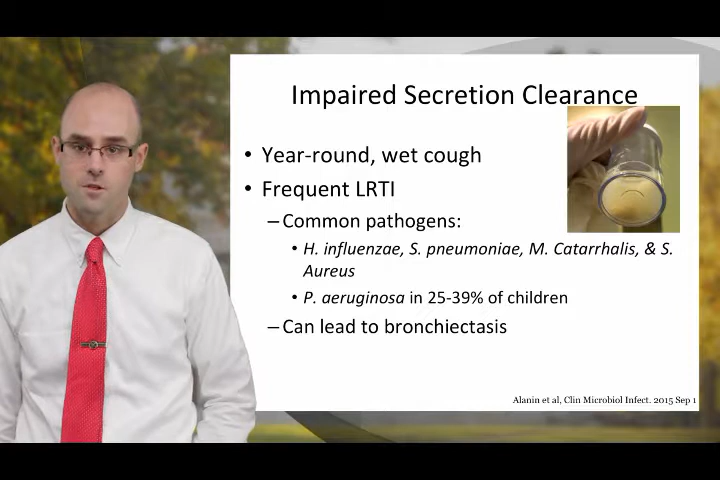 Impaired Secretion Clearance
• Year-round, wet cough
• Frequent LRTI
–Common pathogens:
• H. influenzae, S. pneumoniae, M. Catarrhalis, & S.
Aureus
• P. aeruginosa in 25-39% of children
–Can lead to bronchiectasis
Alanin et al, Clin Microbiol Infect. 2015 Sep 1